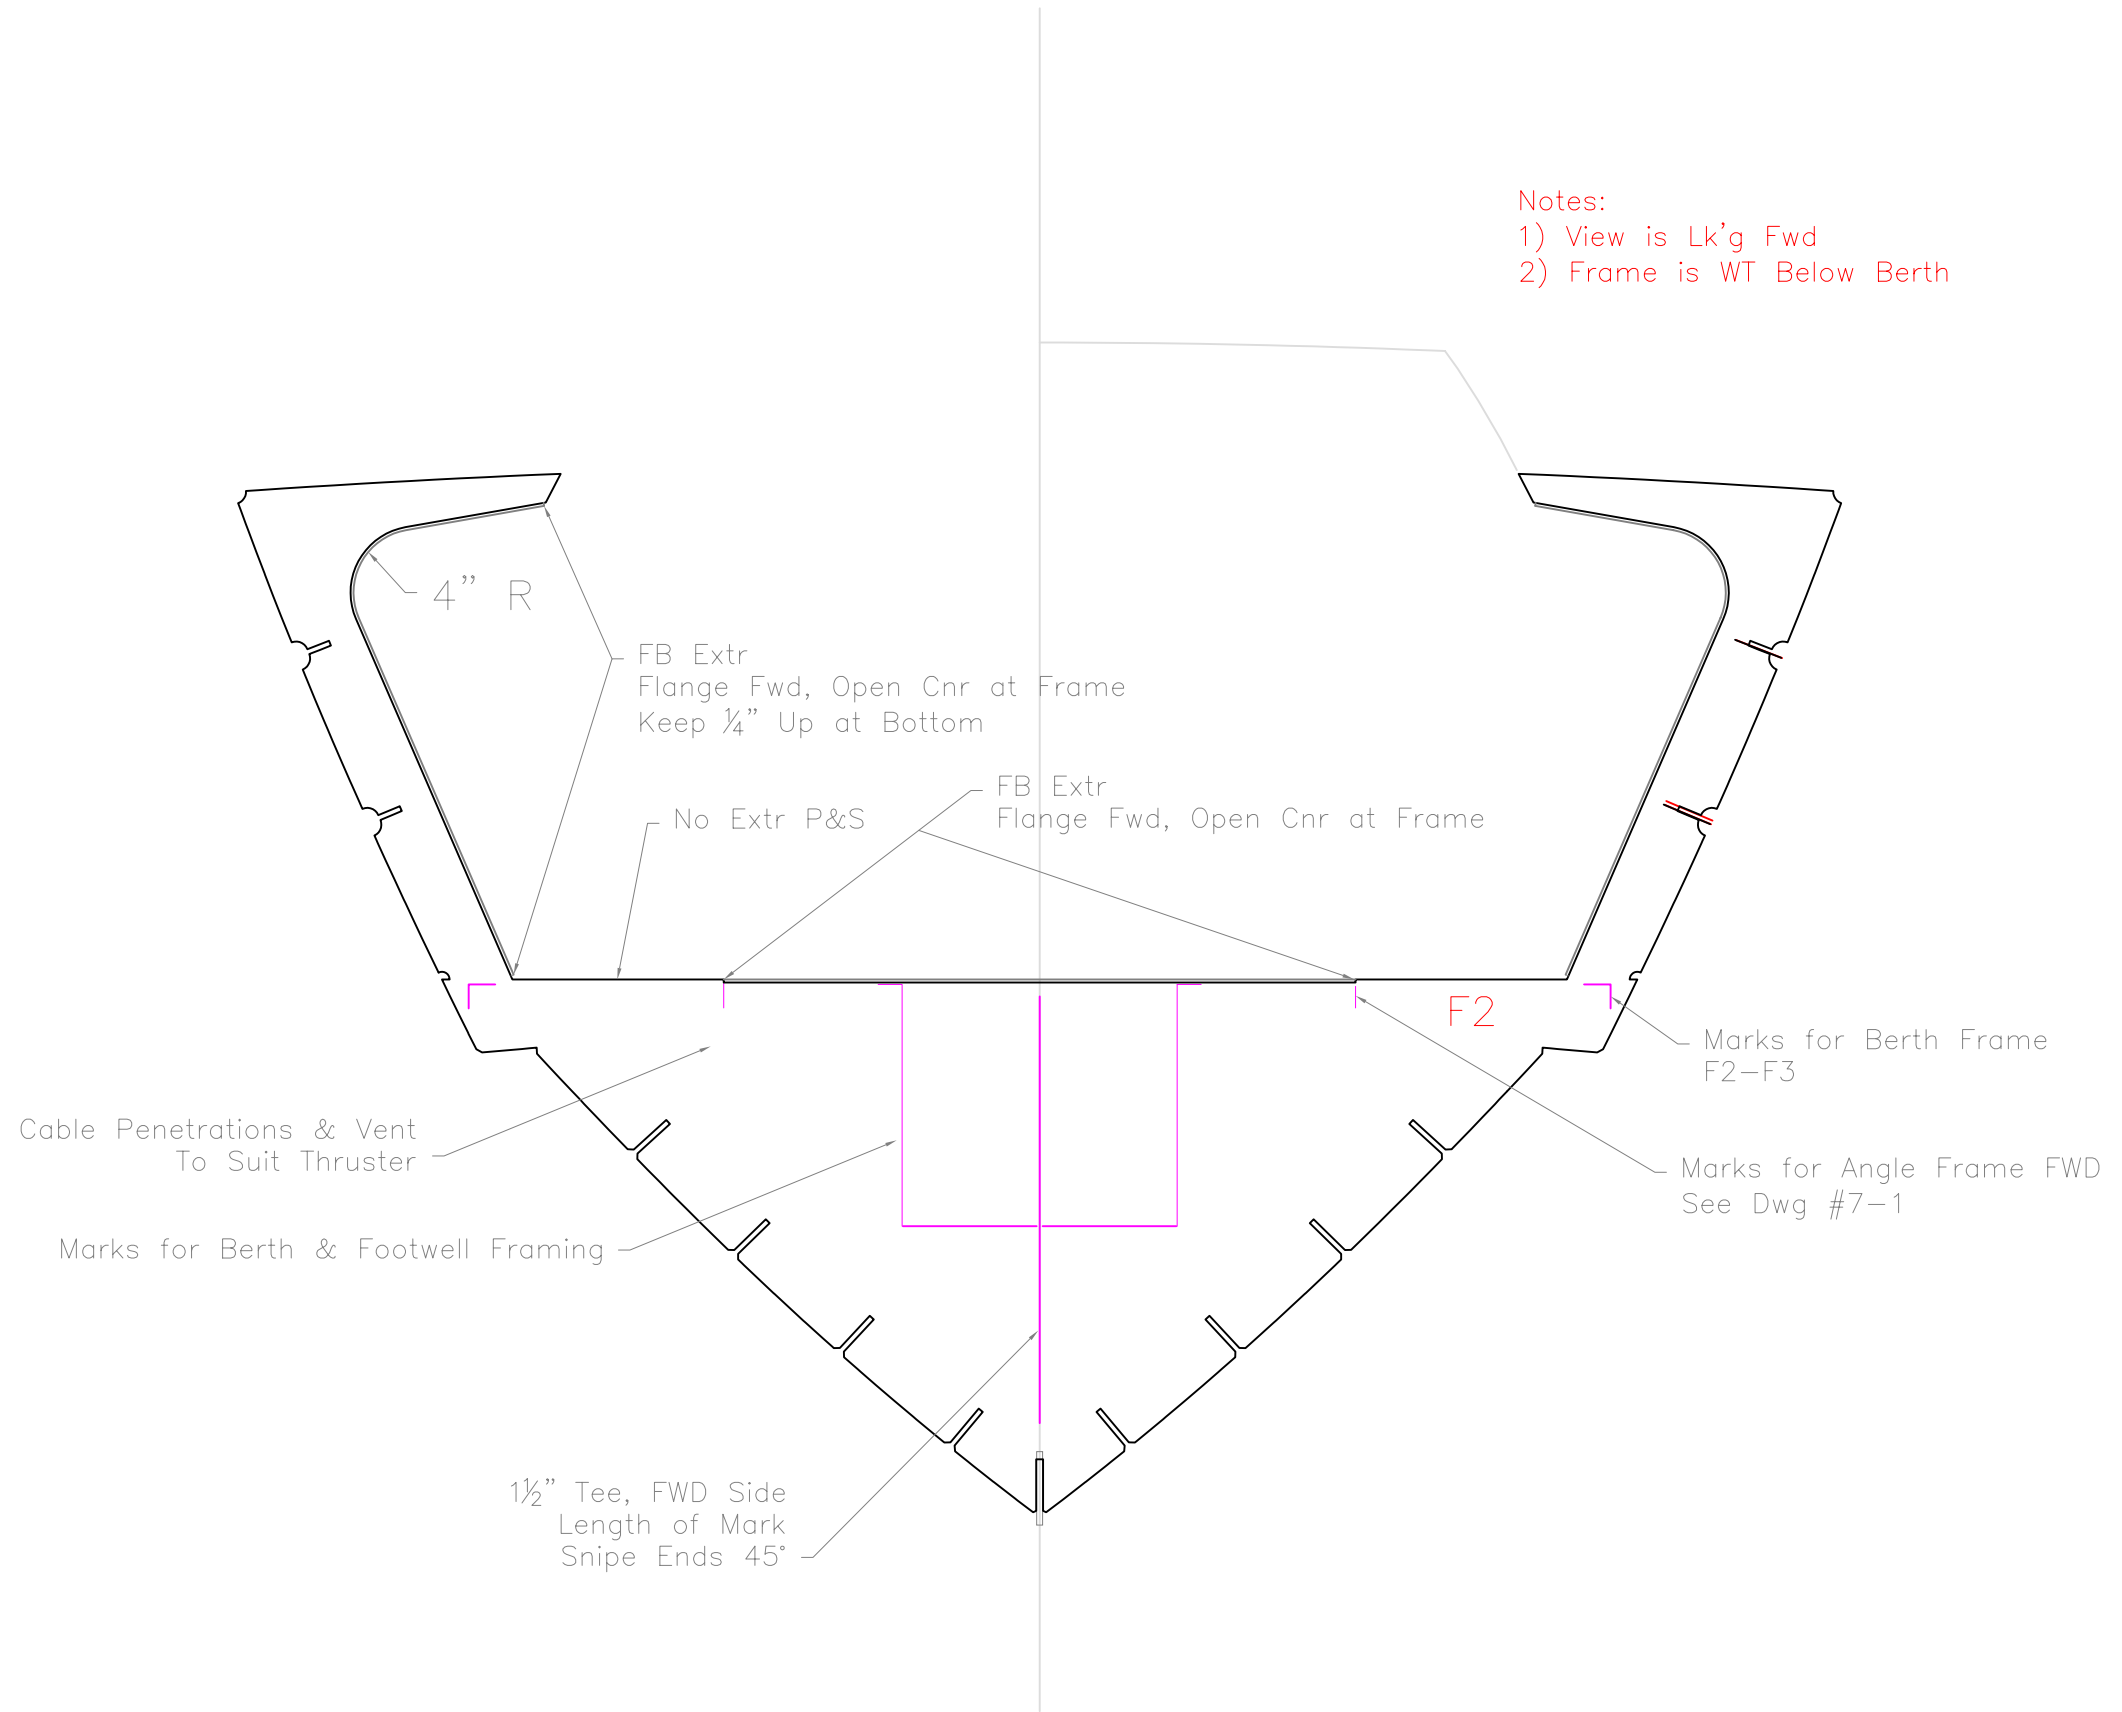 Notes:
1) View is Lk'g Fwd
2) Frame is WT Below Berth
4" R
FB Extr
Flange Fwd, Open Cnr at Frame
Keep ¼" Up at Bottom
FB Extr
Flange Fwd, Open Cnr at Frame
No Extr P&S
F2
Marks for Berth Frame
F2-F3
Cable Penetrations & Vent
To Suit Thruster
Marks for Angle Frame FWD
See Dwg #7-1
Marks for Berth & Footwell Framing
1½" Tee, FWD Side
Length of Mark
Snipe Ends 45°